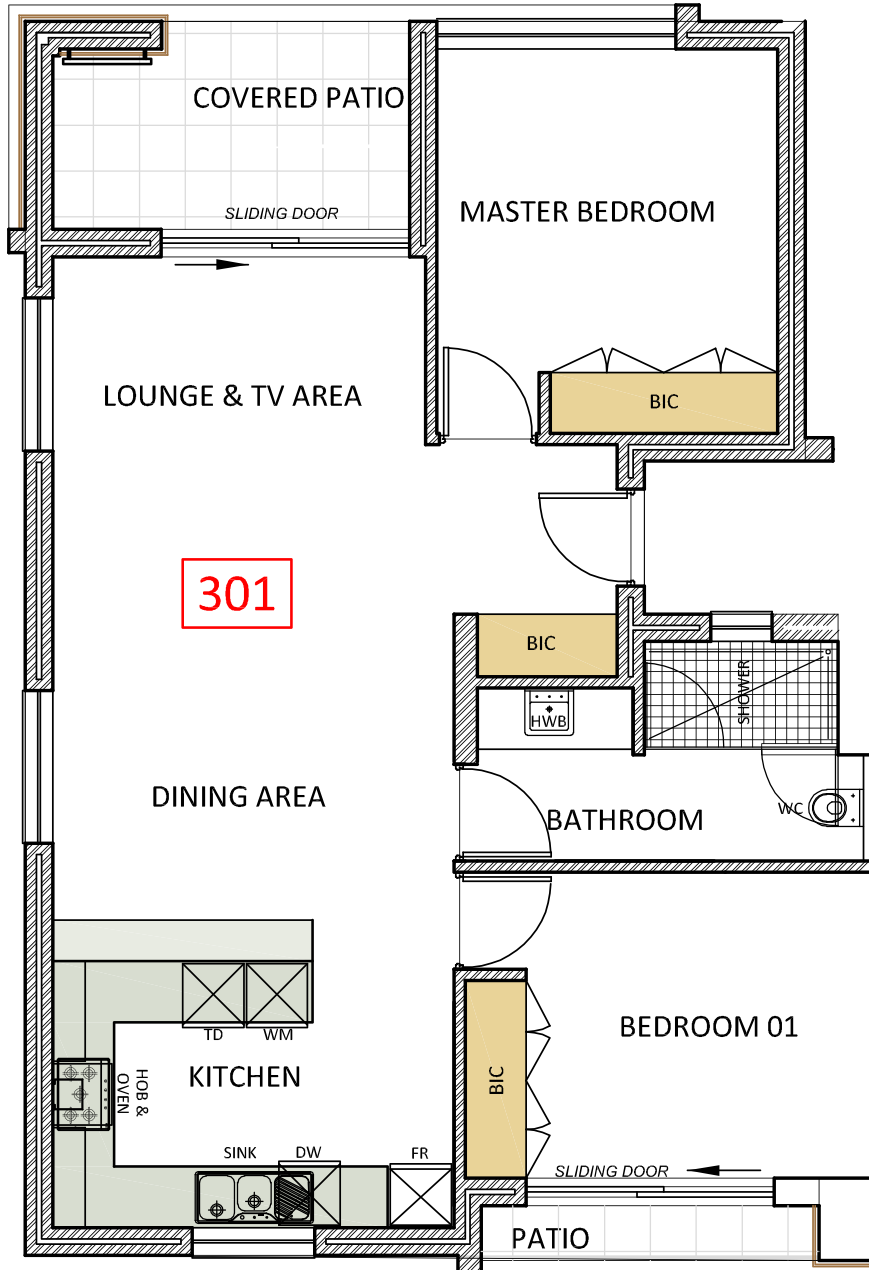 COVERED PATIO
SLIDING DOOR
MASTER BEDROOM
LOUNGE & TV AREA
BIC
301
BIC
SHOWER
HWB
DINING AREA
BATHROOM
WC
TD
WM
BEDROOM 01
KITCHEN
HOB &
OVEN
BIC
SINK
DW
FR
SLIDING DOOR
PATIO